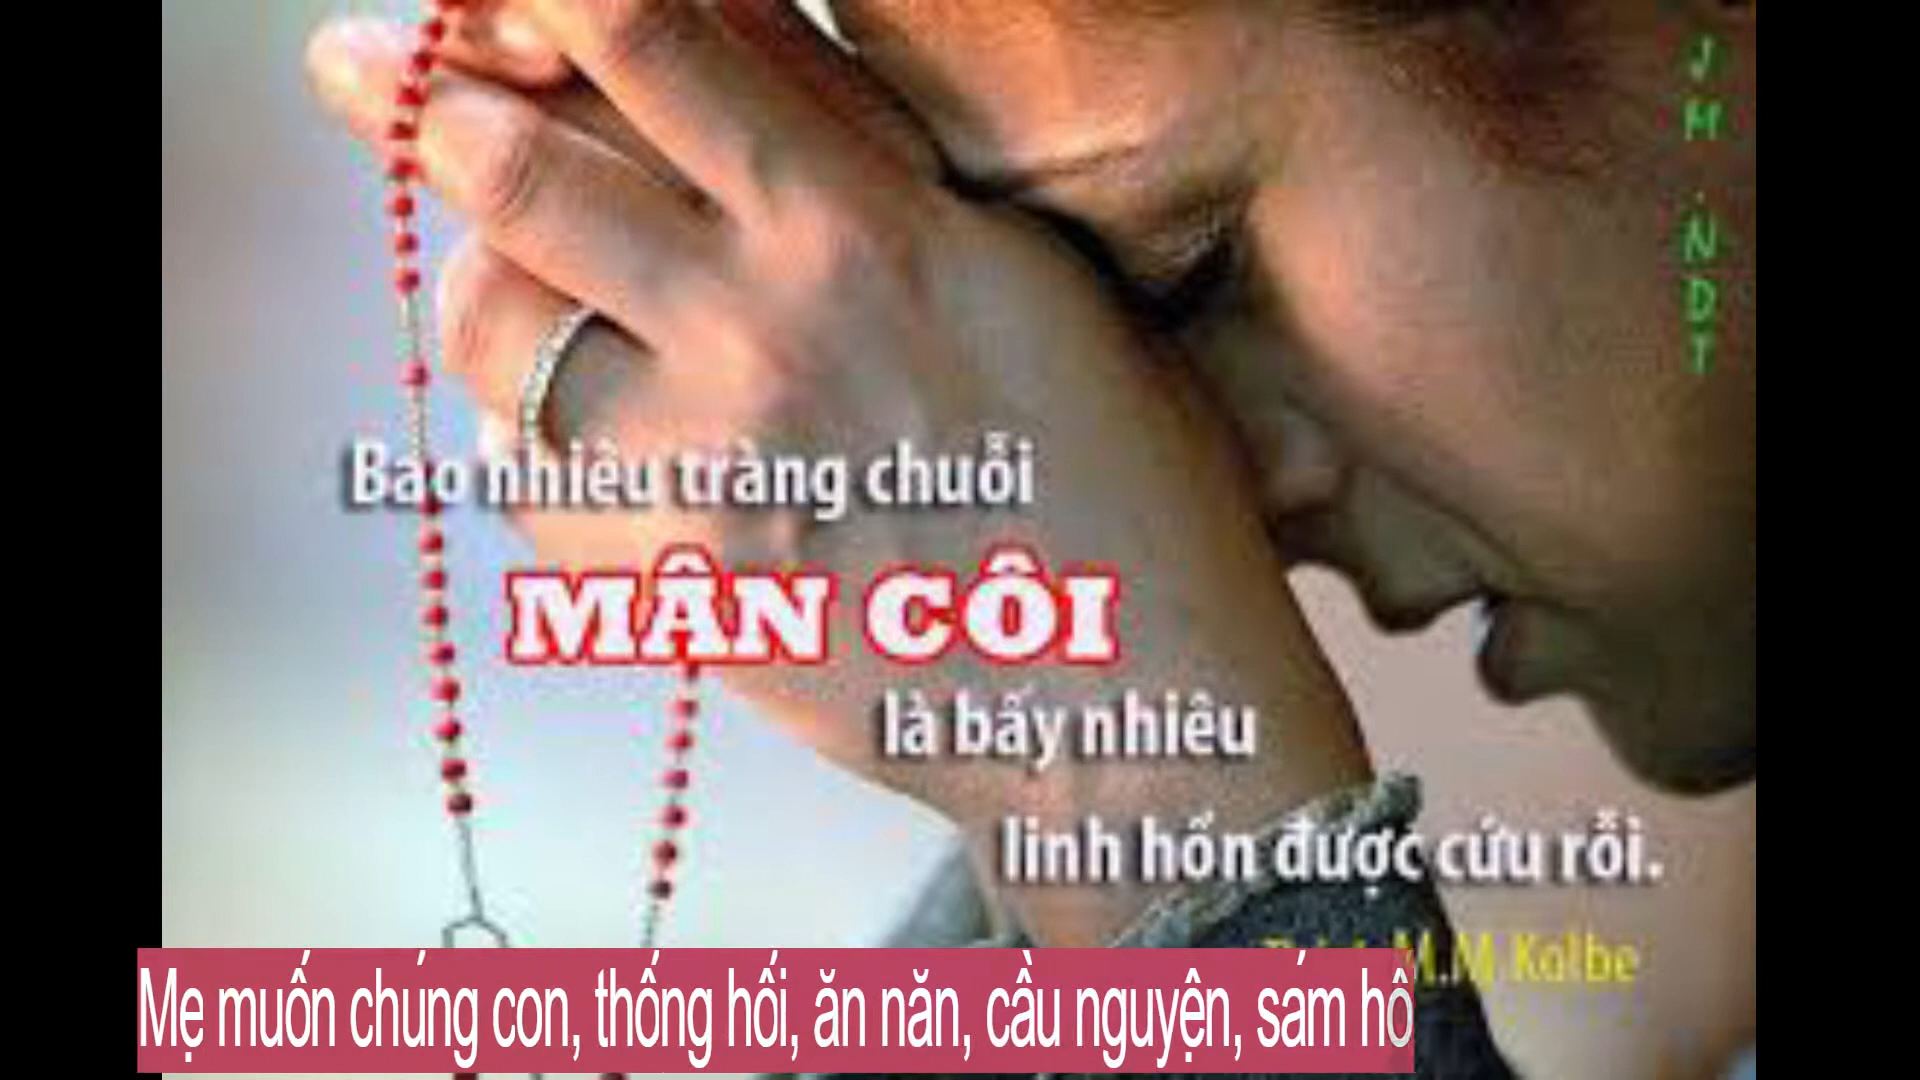 J
M
.
N
D
T
Bao nhiêu tràng chuỗi
MÂN CÔI
là bấy nhiêu
linh hồn được cứu rỗi.
M.M.Kolbe
Mẹ muốn chúng con, thống hối, ăn năn, cầu nguyện, sám hố